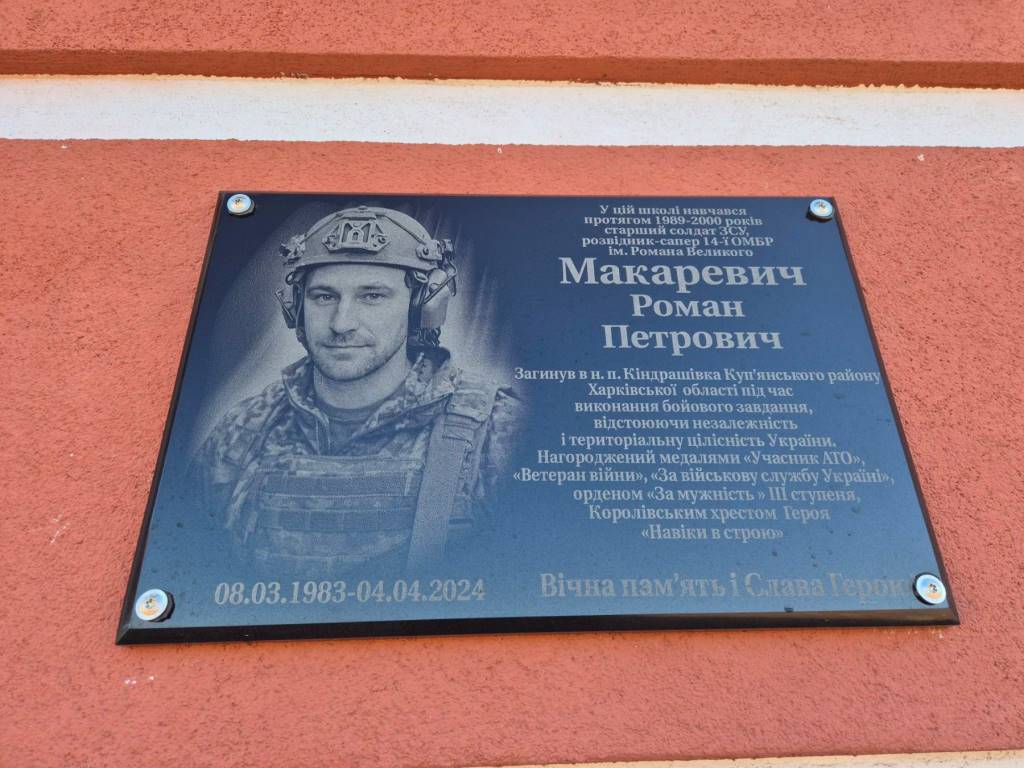 У цій школі навчався
протягом 1989-2000 років
старший солдат ЗСУ,
розвідник-сапер 14-ї ОМБР
ім. Романа Великого
Макаревич
Роман
Петрович
Загинув в н. п. Кіндрашівка Куп'янського району
Харківської області під час
виконання бойового завдання,
відстоюючи незалежність
і територіальну цілісність України.
Нагороджений медалями «Учасник АТО»,
«Ветеран війни», «За військову службу Україні»,
орденом «За мужність » ІІІ ступеня,
Королівським хрестом Героя
«Навіки в строю»
08.03.1983-04.04.2024
Вічна пам'ять і Слава Герою